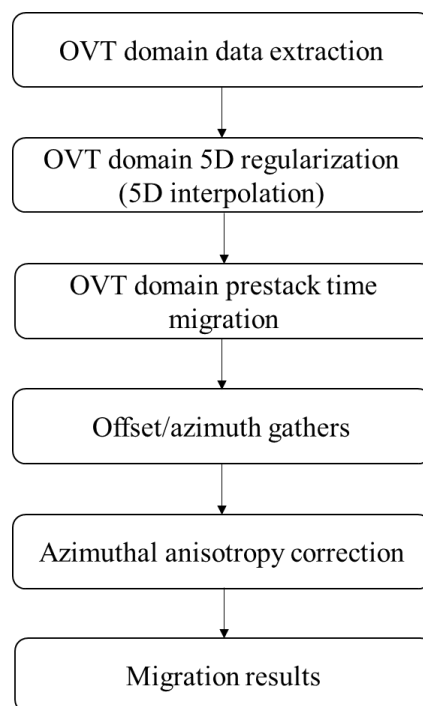 OVT domain data extraction
OVT domain 5D regularization
(5D interpolation)
OVT domain prestack time
migration
Offset/azimuth gathers
Azimuthal anisotropy correction
Migration results